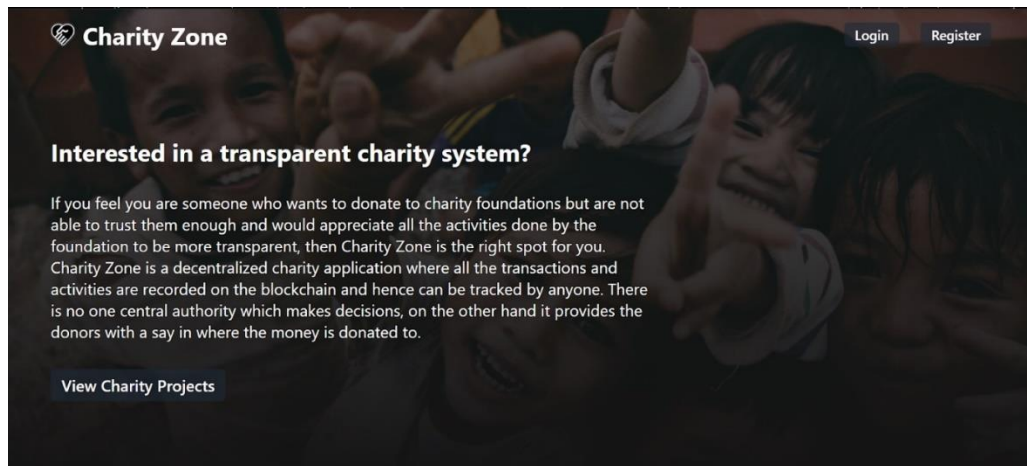 Charity Zone
Login
Register
Interested in a transparent charity system?
If you feel you are someone who wants to donate to charity foundations but are not
able to trust them enough and would appreciate all the activities done by the
foundation to be more transparent, then Charity Zone is the right spot for you.
Charity Zone is a decentralized charity application where all the transactions and
activities are recorded on the blockchain and hence can be tracked by anyone. There
is no one central authority which makes decisions, on the other hand it provides the
donors with a say in where the money is donated to.
View Charity Projects